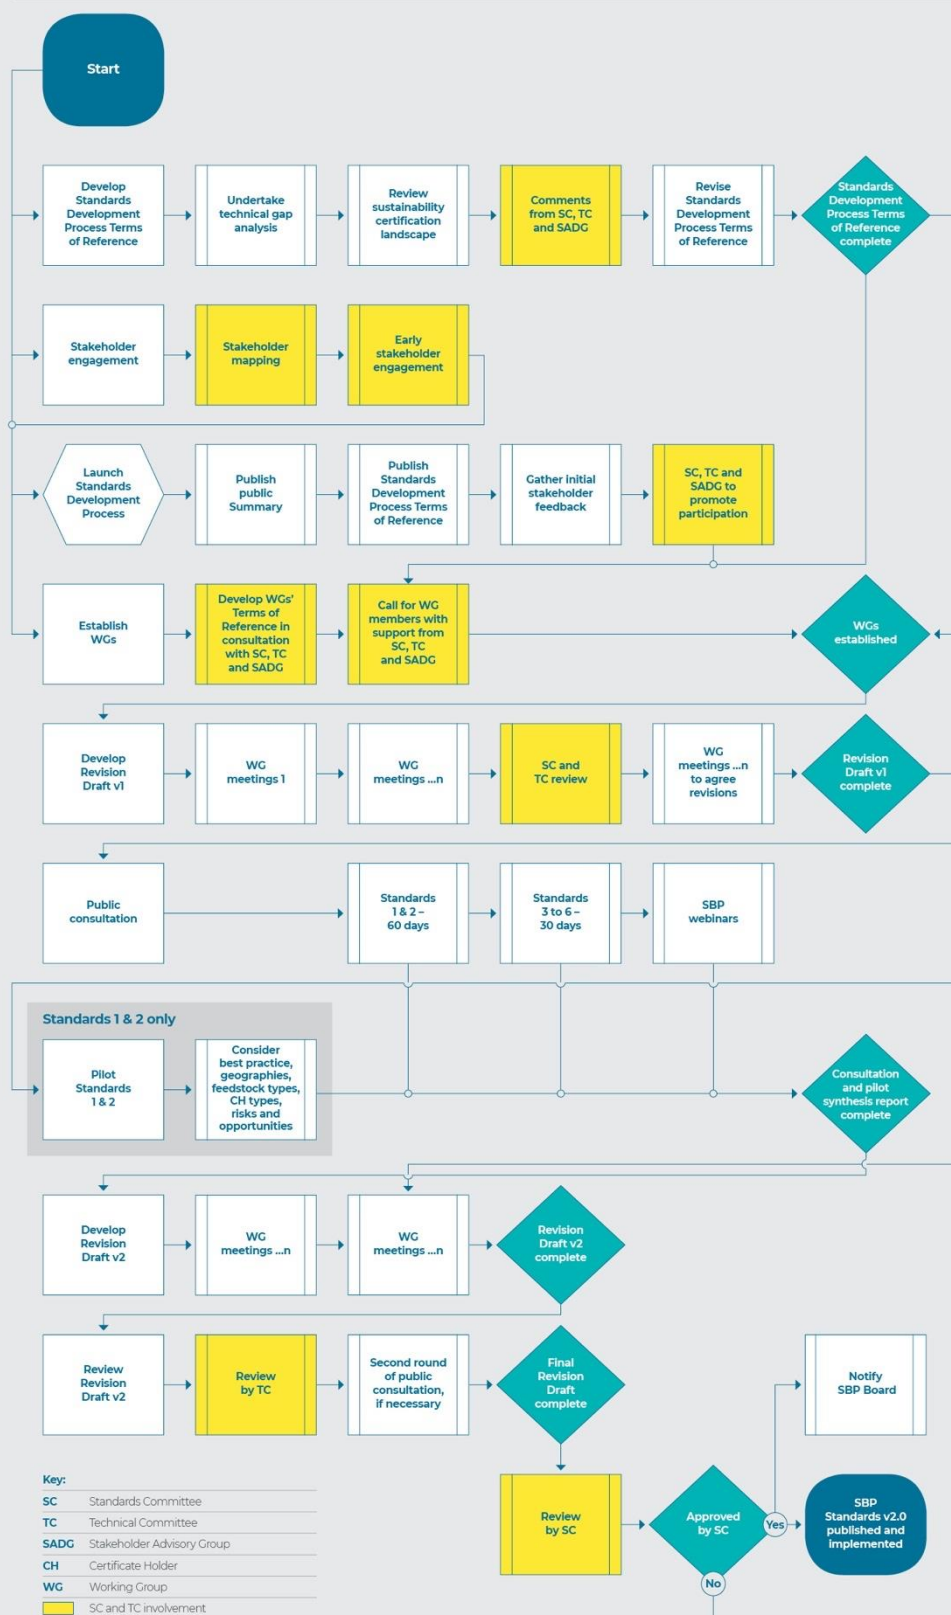 Start
Develop
Standards
Development
Process Terms
of Reference
Undertake
technical gap
analysis
Review
sustainability
certification
landscape
Comments
from SC, TC
and SADG
Revise
Standards
Development
Process Terms
of Reference
Standards
Development
Process Terms
of Reference
complete
Stakeholder
engagement
Stakeholder
mapping
Early
stakeholder
engagement
Launch
Standards
Development
Process
Publish
public
Summary
Publish
Standards
Development
Process Terms
of Reference
Gather initial
stakeholder
feedback
SC, TC and
SADG to
promote
participation
Establish
WGs
Develop WGs'
Terms of
Reference in
consultation
with SC, TC
and SADG
Call for WG
members with
support from
SC, TC
and SADG
WGs
established
Develop
Revision
Draft v1
WG
meetings 1
WG
meetings ...n
SC and
TC review
WG
meetings ...n
to agree
revisions
Revision
Draft v1
complete
Public
consultation
Standards
1 & 2 –
60 days
Standards
3 to 6 –
30 days
SBP
webinars
Standards 1 & 2 only
Pilot
Standards
1 & 2
Consider
best practice,
geographies,
feedstock types,
CH types,
risks and
opportunities
Consultation
and pilot
synthesis report
complete
Develop
Revision
Draft v2
WG
meetings ...n
WG
meetings ...n
Revision
Draft v2
complete
Review
Revision
Draft v2
Review
by TC
Second round
of public
consultation,
if necessary
Final
Revision
Draft
complete
Notify
SBP Board
Review
by SC
Approved
by SC
Yes
No
SBP
Standards v2.0
published and
implemented
Key:
SC Standards Committee
TC Technical Committee
SADG Stakeholder Advisory Group
CH Certificate Holder
WG Working Group
SC and TC involvement